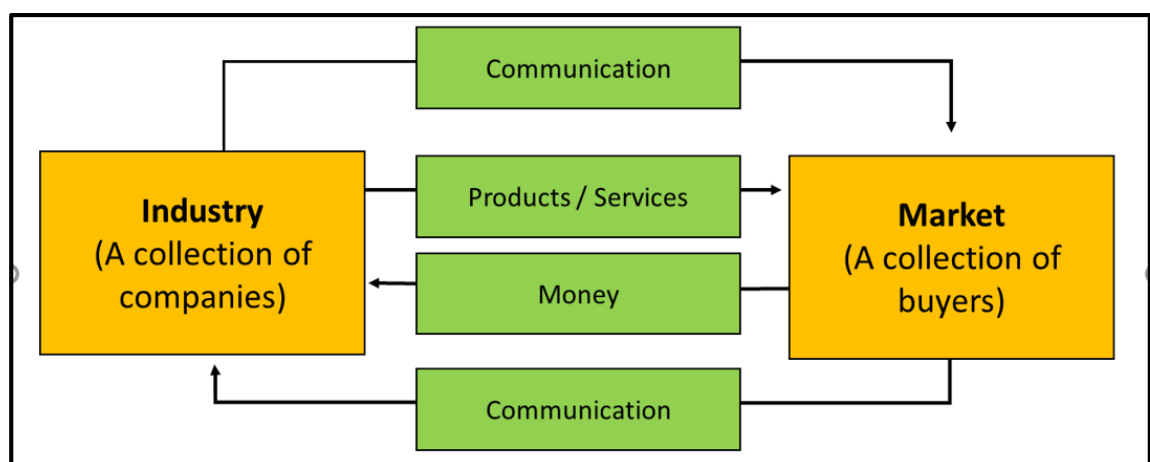 Communication
Industry
(A collection of
companies)
Products / Services
Money
Market
(A collection of
buyers)
Communication